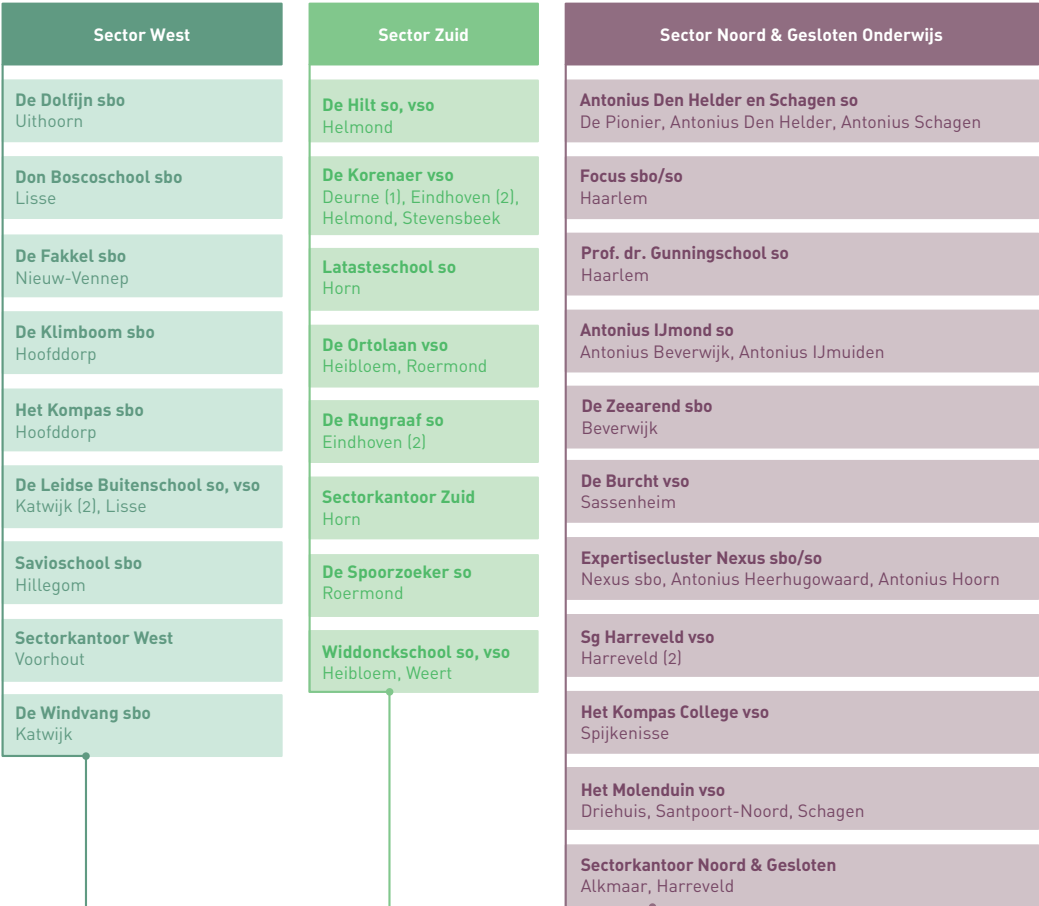 Sector West
De Dolfijn sbo
Uithoorn
Don Boscoschool sbo
Lisse
De Fakkel sbo
Nieuw-Vennep
De Klimboom sbo
Hoofddorp
Het Kompas sbo
Hoofddorp
De Leidse Buitenschool so, vso
Katwijk (2), Lisse
Savioschool sbo
Hillegom
Sectorkantoor West
Voorhout
De Windvang sbo
Katwijk
Sector Zuid
De Hilt so, vso
Helmond
De Korenaer vso
Deurne (1), Eindhoven (2),
Helmond, Stevensbeek
Latasteschool so
Horn
De Ortolaan vso
Heibloem, Roermond
De Rungraaf so
Eindhoven (2)
Sectorkantoor Zuid
Horn
De Spoorzoeker so
Roermond
Widdonckschool so, vso
Heibloem, Weert
Sector Noord & Gesloten Onderwijs
Antonius Den Helder en Schagen so
De Pionier, Antonius Den Helder, Antonius Schagen
Focus sbo/so
Haarlem
Prof. dr. Gunningschool so
Haarlem
Antonius IJmond so
Antonius Beverwijk, Antonius IJmuiden
De Zeearend sbo
Beverwijk
De Burcht vso
Sassenheim
Expertisecluster Nexus sbo/so
Nexus sbo, Antonius Heerhugowaard, Antonius Hoorn
Sg Harreveld vso
Harreveld (2)
Het Kompas College vso
Spijkenisse
Het Molenduin vso
Driehuis, Santpoort-Noord, Schagen
Sectorkantoor Noord & Gesloten
Alkmaar, Harreveld